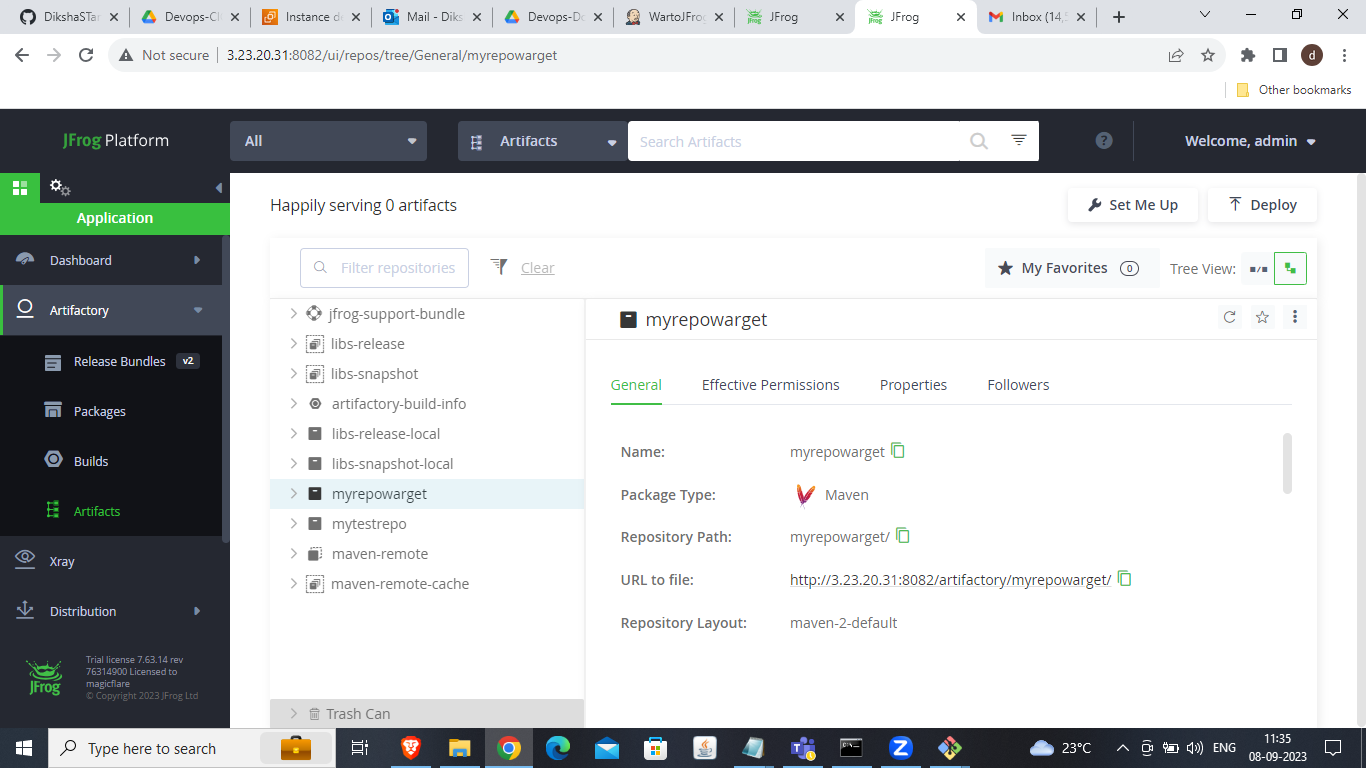 DikshaSTar
Devops-Cl
Instance de
Mail - Diks
Devops-Do
WartoJFrog
JFrog
JFrog
Inbox (14,
Not secure
3.23.20.31:8082/ui/repos/tree/General/myrepowarget
d
Other bookmarks
JFrog Platform
All
Artifacts
Search Artifacts
?
Welcome, admin
Application
Dashboard
Artifactory
Release Bundles v2
Packages
Builds
Artifacts
Xray
Distribution
JFrog
Trial license 7.63.14 rev
76314900 Licensed to
magicflare
© Copyright 2023 JFrog Ltd
Happily serving 0 artifacts
Set Me Up
Deploy
Filter repositories
Clear
My Favorites 0
Tree View:
jfrog-support-bundle
libs-release
libs-snapshot
artifactory-build-info
libs-release-local
libs-snapshot-local
myrepowarget
mytestrepo
maven-remote
maven-remote-cache
Trash Can
myrepowarget
General
Effective Permissions
Properties
Followers
Name: myrepowarget
Package Type: Maven
Repository Path: myrepowarget/
URL to file: http://3.23.20.31:8082/artifactory/myrepowarget/
Repository Layout: maven-2-default
Type here to search
23°C
ENG
11:35
08-09-2023